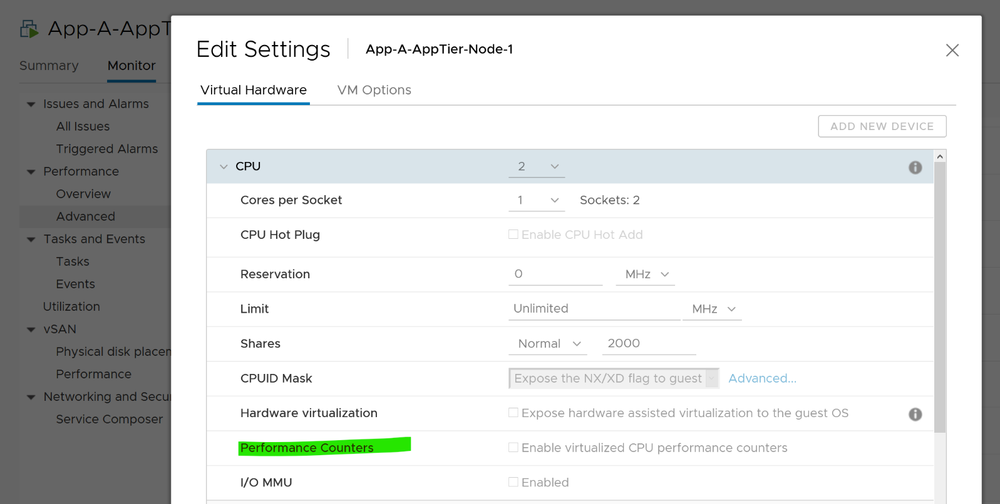 App-A-AppT
Summary Monitor
Issues and Alarms
All Issues
Triggered Alarms
Performance
Overview
Advanced
Tasks and Events
Tasks
Events
Utilization
vSAN
Physical disk placem
Performance
Networking and Secu
Service Composer
Edit Settings App-A-AppTier-Node-1
Virtual Hardware VM Options
ADD NEW DEVICE
CPU 2
Cores per Socket 1 Sockets: 2
CPU Hot Plug Enable CPU Hot Add
Reservation 0 MHz
Limit Unlimited MHz
Shares Normal 2000
CPUID Mask Expose the NX/XD flag to guest Advanced...
Hardware virtualization Expose hardware assisted virtualization to the guest OS
Performance Counters Enable virtualized CPU performance counters
I/O MMU Enabled